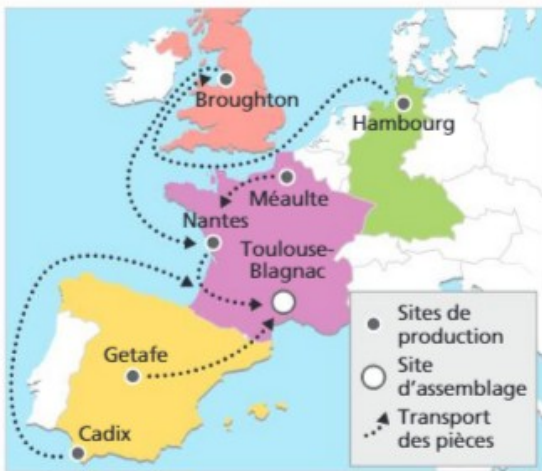 Broughton
Hambourg
Méaulte
Nantes
Toulouse-
Blagnac
Getafe
Cadix
Sites de
production
Site
d'assemblage
Transport
des pièces